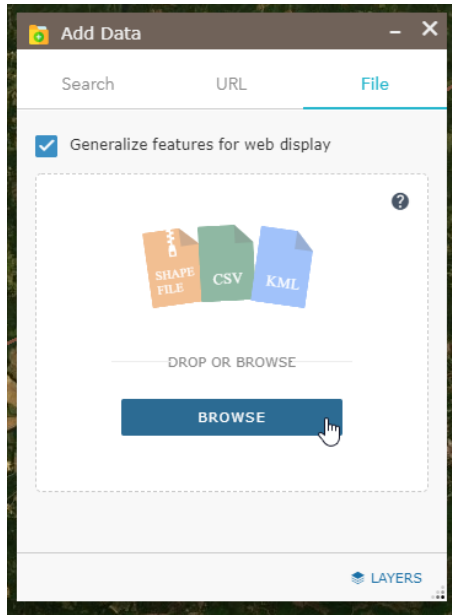 Add Data
Search URL File
Generalize features for web display
SHAPE
FILE
CSV
KML
DROP OR BROWSE
BROWSE
LAYERS